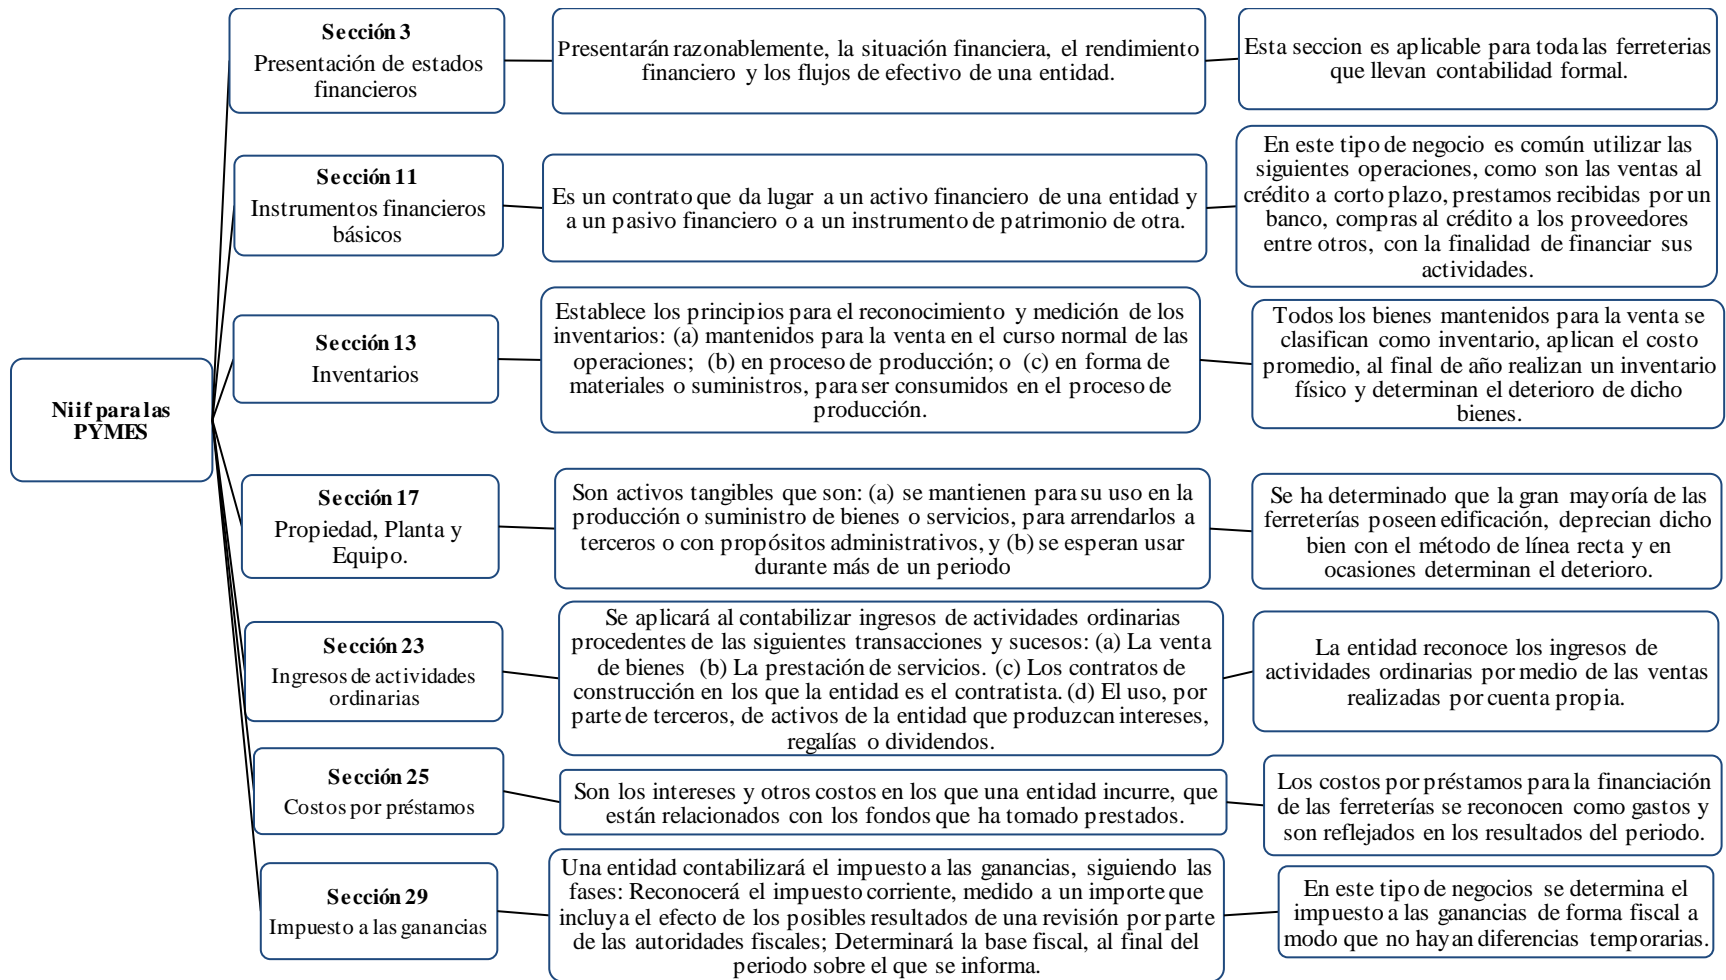 Sección 3
Presentación de estados
financieros
Presentarán razonablemente, la situación financiera, el rendimiento
financiero y los flujos de efectivo de una entidad.
Esta seccion es aplicable para toda las ferreterias
que llevan contabilidad formal.
Sección 11
Instrumentos financieros
básicos
Es un contrato que da lugar a un activo financiero de una entidad y
a un pasivo financiero o a un instrumento de patrimonio de otra.
En este tipo de negocio es común utilizar las
siguientes operaciones, como son las ventas al
crédito a corto plazo, prestamos recibidas por un
banco, compras al crédito a los proveedores
entre otros, con la finalidad de financiar sus
actividades.
Niif para las
PYMES
Sección 13
Inventarios
Establece los principios para el reconocimiento y medición de los
inventarios: (a) mantenidos para la venta en el curso normal de las
operaciones; (b) en proceso de producción; o (c) en forma de
materiales o suministros, para ser consumidos en el proceso de
producción.
Todos los bienes mantenidos para la venta se
clasifican como inventario, aplican el costo
promedio, al final de año realizan un inventario
físico y determinan el deterioro de dicho
bienes.
Sección 17
Propiedad, Planta y
Equipo.
Son activos tangibles que son: (a) se mantienen para su uso en la
producción o suministro de bienes o servicios, para arrendarlos a
terceros o con propósitos administrativos, y (b) se esperan usar
durante más de un periodo
Se ha determinado que la gran mayoría de las
ferreterías poseen edificación, deprecian dicho
bien con el método de línea recta y en
ocasiones determinan el deterioro.
Sección 23
Ingresos de actividades
ordinarias
Se aplicará al contabilizar ingresos de actividades ordinarias
procedentes de las siguientes transacciones y sucesos: (a) La venta
de bienes (b) La prestación de servicios. (c) Los contratos de
construcción en los que la entidad es el contratista. (d) El uso, por
parte de terceros, de activos de la entidad que produzcan intereses,
regalías o dividendos.
La entidad reconoce los ingresos de
actividades ordinarias por medio de las ventas
realizadas por cuenta propia.
Sección 25
Costos por préstamos
Son los intereses y otros costos en los que una entidad incurre, que
están relacionados con los fondos que ha tomado prestados.
Los costos por préstamos para la financiación
de las ferreterías se reconocen como gastos y
son reflejados en los resultados del periodo.
Sección 29
Impuesto a las ganancias
Una entidad contabilizará el impuesto a las ganancias, siguiendo las
fases: Reconocerá el impuesto corriente, medido a un importe que
incluya el efecto de los posibles resultados de una revisión por parte
de las autoridades fiscales; Determinará la base fiscal, al final del
periodo sobre el que se informa.
En este tipo de negocios se determina el
impuesto a las ganancias de forma fiscal a
modo que no hayan diferencias temporarias.